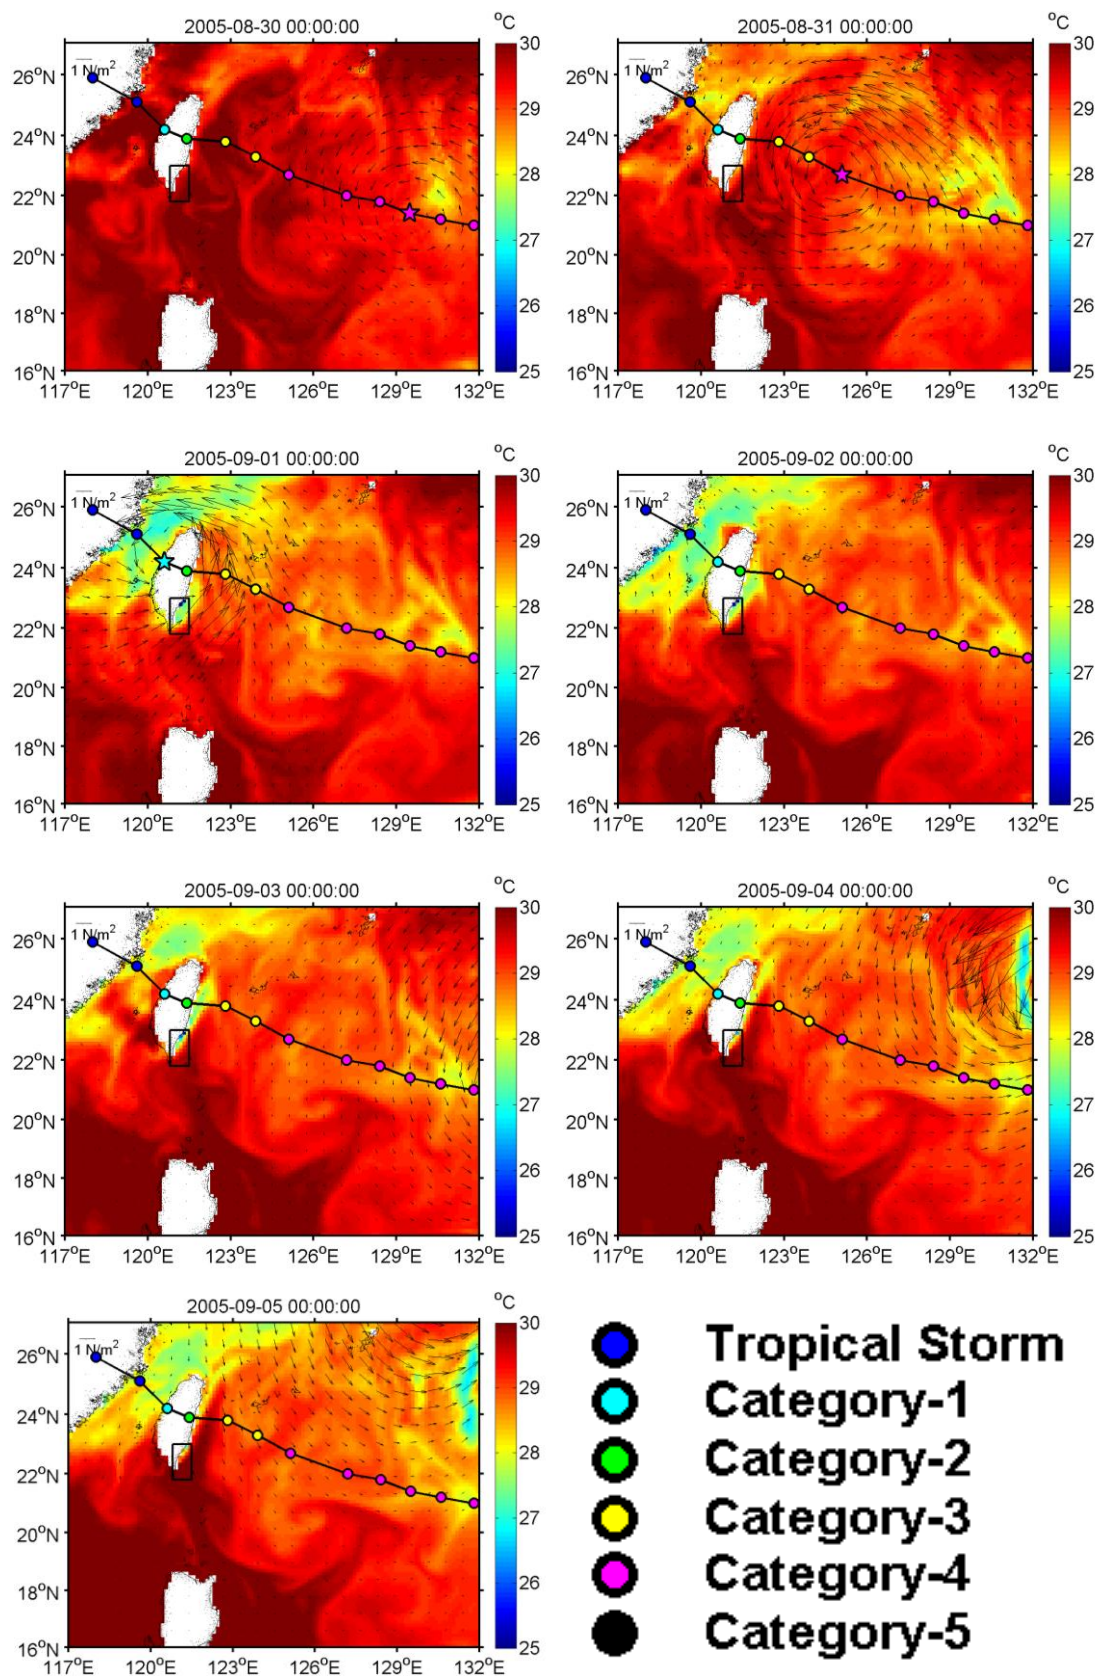 2005-08-30 00:00:00
°C
1 N/m²
26°N
24°N
22°N
20°N
18°N
16°N
117°E 120°E 123°E 126°E 129°E 132°E
30
29
28
27
26
25
2005-08-31 00:00:00
°C
1 N/m²
26°N
24°N
22°N
20°N
18°N
16°N
117°E 120°E 123°E 126°E 129°E 132°E
30
29
28
27
26
25
2005-09-01 00:00:00
°C
1 N/m²
26°N
24°N
22°N
20°N
18°N
16°N
117°E 120°E 123°E 126°E 129°E 132°E
30
29
28
27
26
25
2005-09-02 00:00:00
°C
1 N/m²
26°N
24°N
22°N
20°N
18°N
16°N
117°E 120°E 123°E 126°E 129°E 132°E
30
29
28
27
26
25
2005-09-03 00:00:00
°C
1 N/m²
26°N
24°N
22°N
20°N
18°N
16°N
117°E 120°E 123°E 126°E 129°E 132°E
30
29
28
27
26
25
2005-09-04 00:00:00
°C
1 N/m²
26°N
24°N
22°N
20°N
18°N
16°N
117°E 120°E 123°E 126°E 129°E 132°E
30
29
28
27
26
25
2005-09-05 00:00:00
°C
1 N/m²
26°N
24°N
22°N
20°N
18°N
16°N
117°E 120°E 123°E 126°E 129°E 132°E
30
29
28
27
26
25
Tropical Storm
Category-1
Category-2
Category-3
Category-4
Category-5